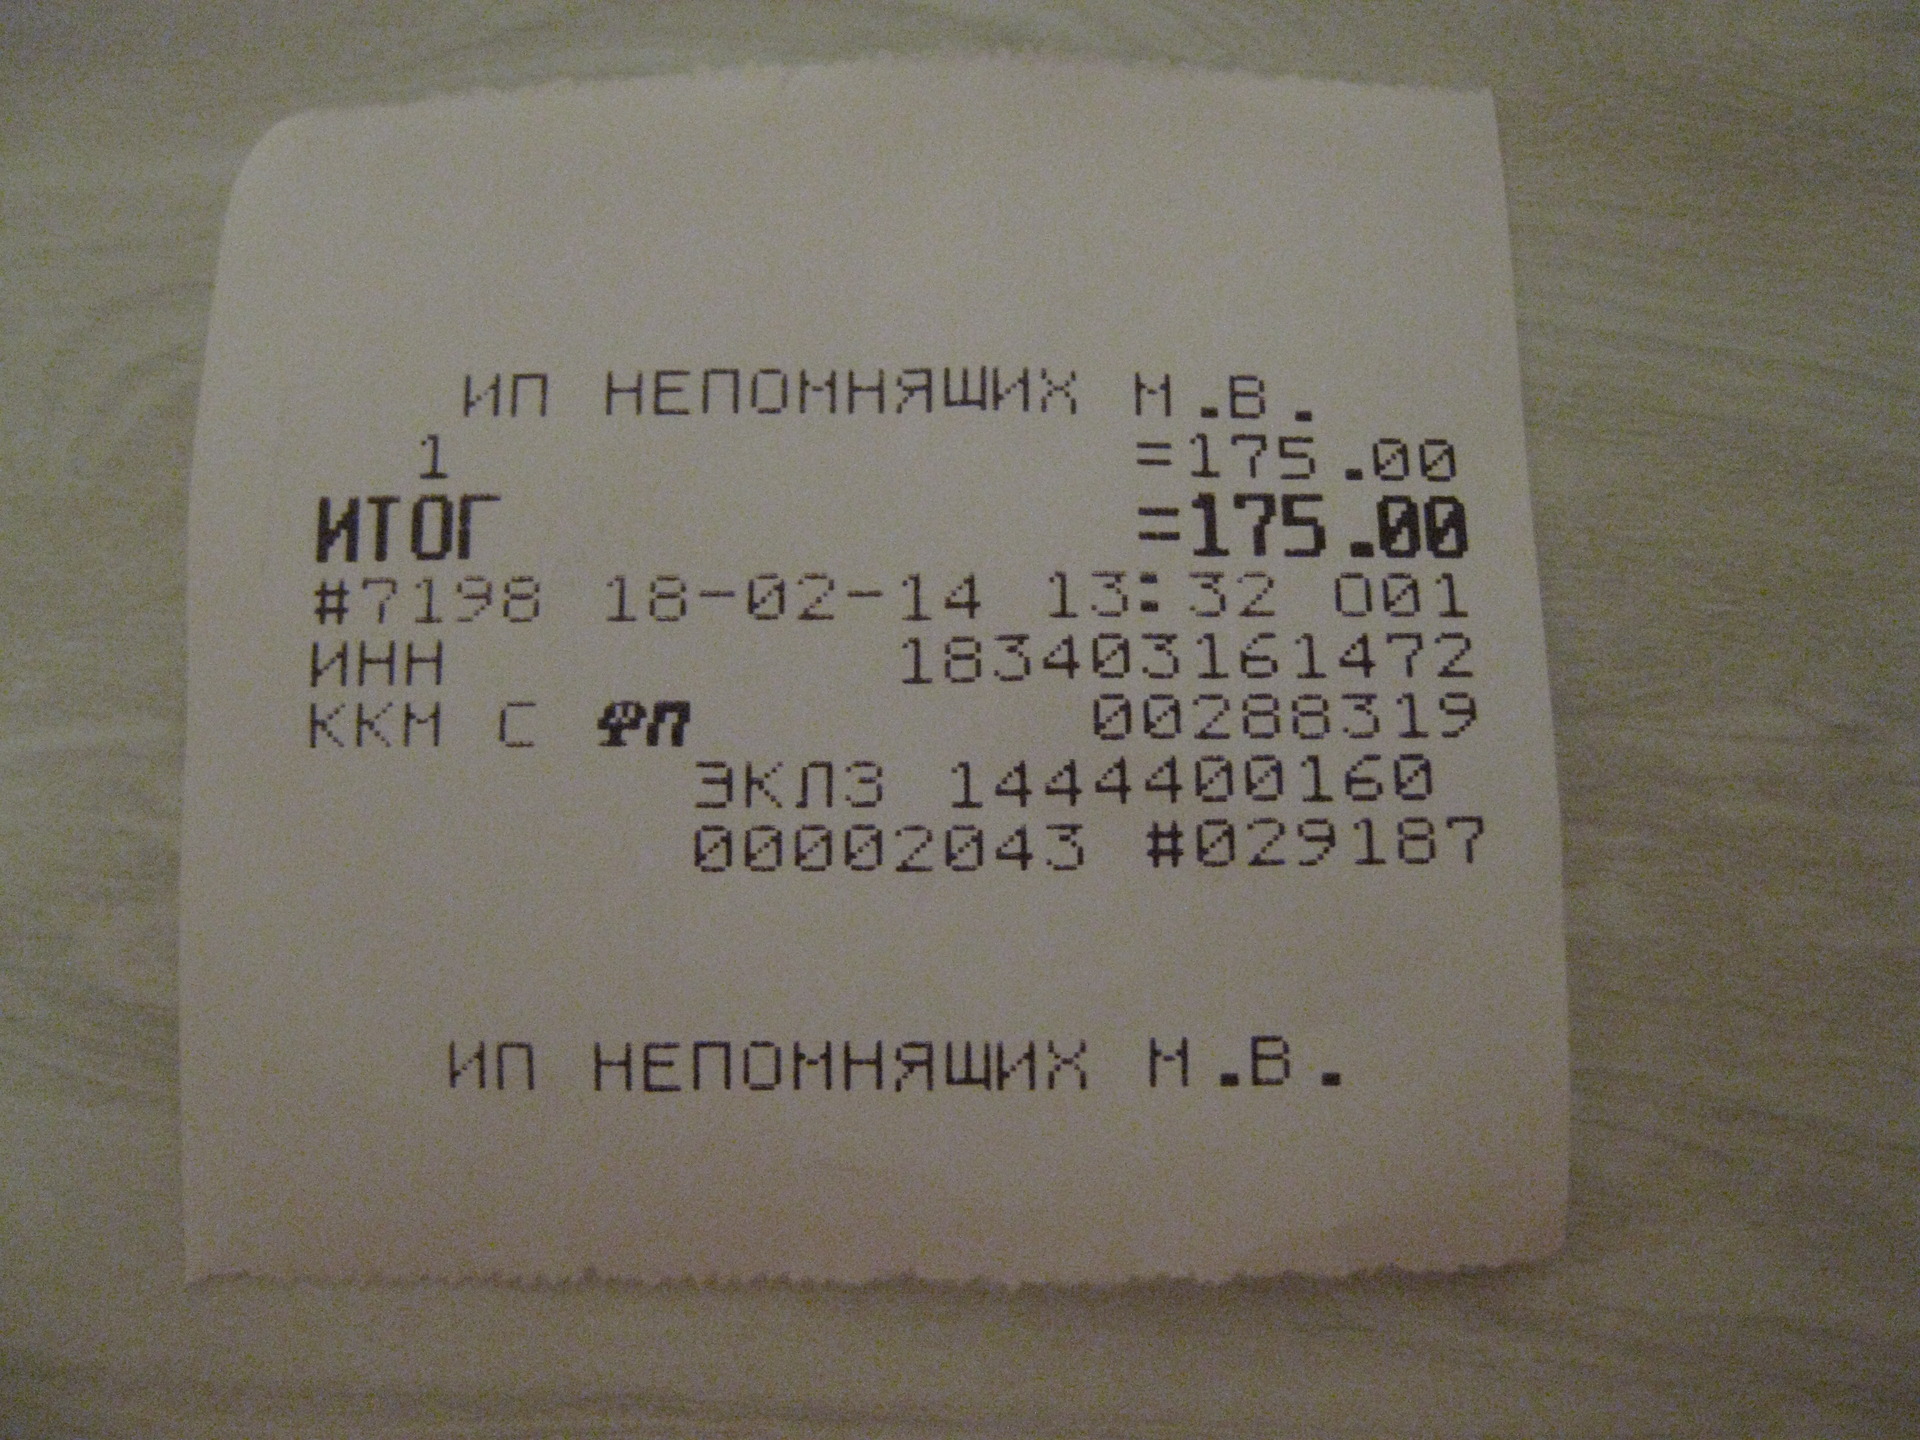 ИП НЕПОМНЯЩИХ М.В.
1 =175.00
ИТОГ =175.00
#7198 18-02-14 13:32 О01
ИНН 183403161472
ККМ С ФП 00288319
ЭКЛЗ 1444400160
00002043 #029187
ИП НЕПОМНЯЩИХ М.В.